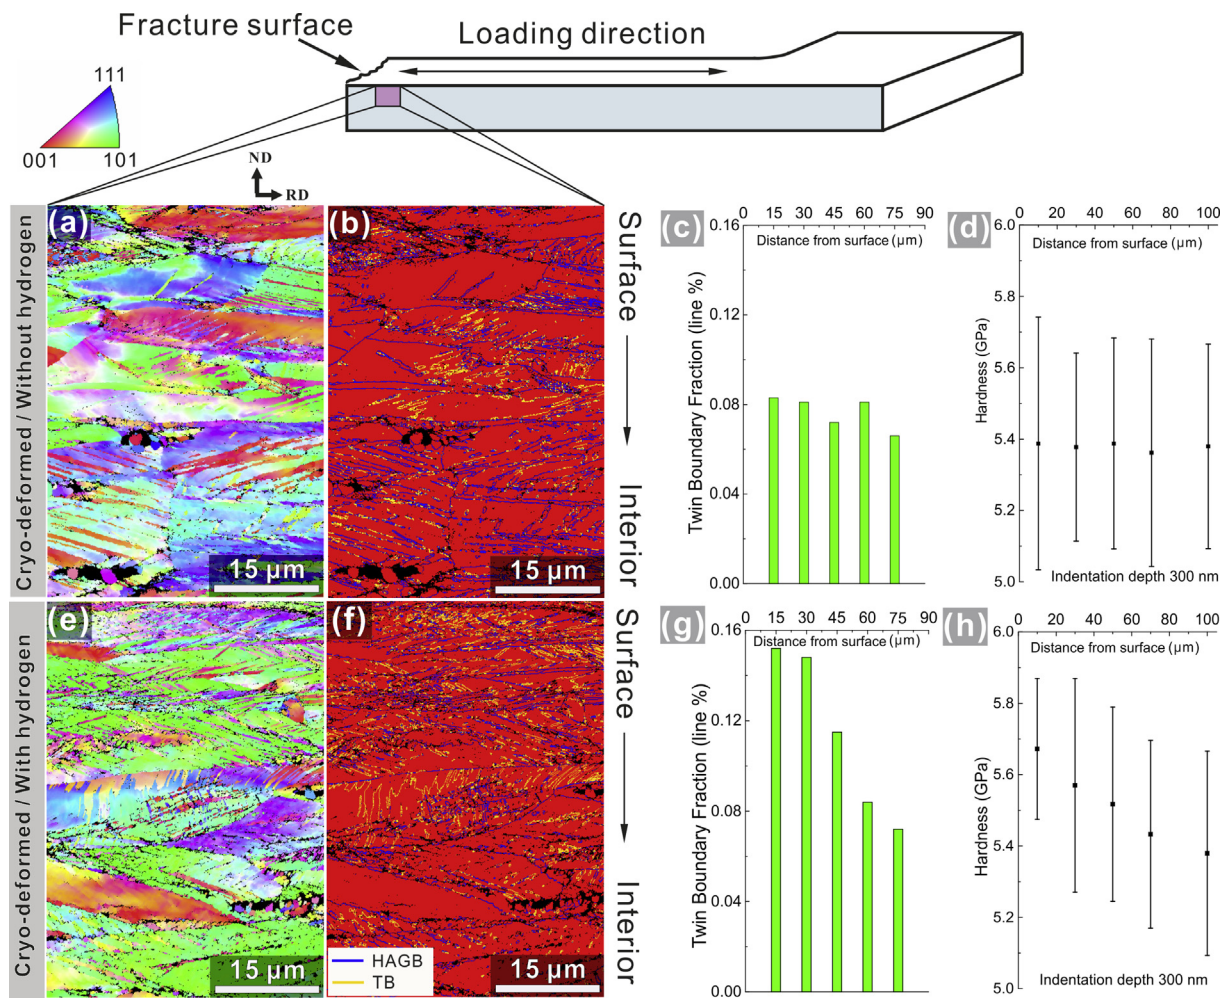 Fracture surface
Loading direction
111
001
101
ND
RD
Cryo-deformed / Without hydrogen
(a)
15 μm
(b)
15 μm
Surface
Interior
(c)
0 15 30 45 60 75 90
Distance from surface (μm)
Twin Boundary Fraction (line %)
0.16
0.12
0.08
0.04
0.00
(d)
0 20 40 60 80 100
Distance from surface (μm)
Hardness (GPa)
6.0
5.8
5.6
5.4
5.2
5.0
Indentation depth 300 nm
Cryo-deformed / With hydrogen
(e)
15 μm
(f)
HAGB
TB
15 μm
Surface
Interior
(g)
0 15 30 45 60 75 90
Distance from surface (μm)
Twin Boundary Fraction (line %)
0.16
0.12
0.08
0.04
0.00
(h)
0 20 40 60 80 100
Distance from surface (μm)
Hardness (GPa)
6.0
5.8
5.6
5.4
5.2
5.0
Indentation depth 300 nm